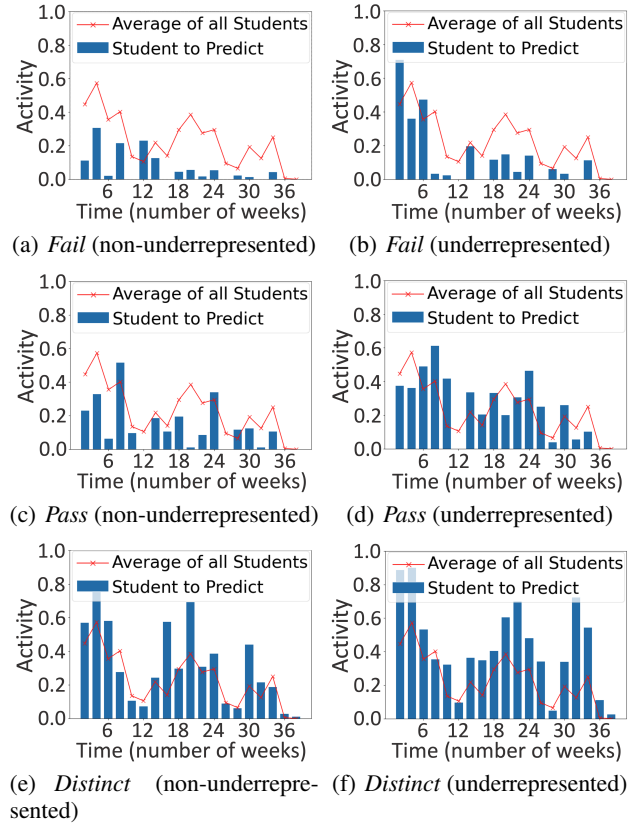 1.0
0.8
0.6
0.4
0.2
0.0
Activity
Average of all Students
Student to Predict
6 12 18 24 30 36
Time (number of weeks)
(a) Fail (non-underrepresented)
1.0
0.8
0.6
0.4
0.2
0.0
Activity
Average of all Students
Student to Predict
6 12 18 24 30 36
Time (number of weeks)
(b) Fail (underrepresented)
1.0
0.8
0.6
0.4
0.2
0.0
Activity
Average of all Students
Student to Predict
6 12 18 24 30 36
Time (number of weeks)
(c) Pass (non-underrepresented)
1.0
0.8
0.6
0.4
0.2
0.0
Activity
Average of all Students
Student to Predict
6 12 18 24 30 36
Time (number of weeks)
(d) Pass (underrepresented)
1.0
0.8
0.6
0.4
0.2
0.0
Activity
Average of all Students
Student to Predict
6 12 18 24 30 36
Time (number of weeks)
(e) Distinct (non-underrepre-
sented)
1.0
0.8
0.6
0.4
0.2
0.0
Activity
Average of all Students
Student to Predict
6 12 18 24 30 36
Time (number of weeks)
(f) Distinct (underrepresented)